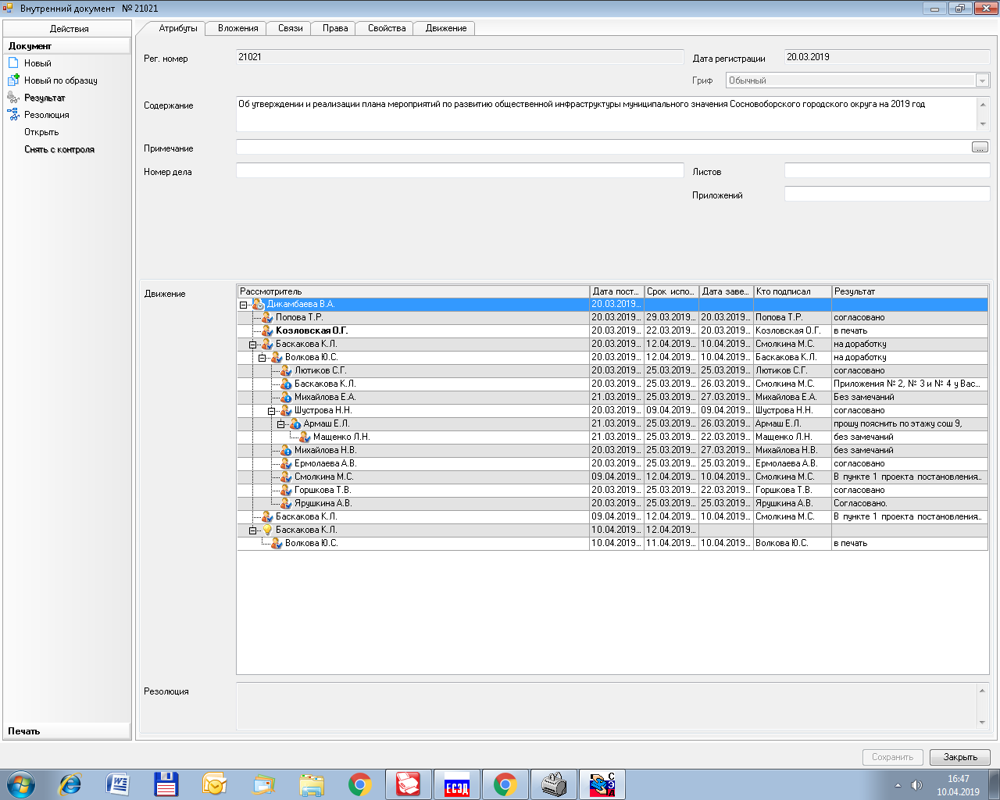 Внутренний документ № 21021
Действия
Документ
Новый
Новый по образцу
Результат
Резолюция
Открыть
Снять с контроля
Печать
Атрибуты Вложения Связи Права Свойства Движение
Рег. номер 21021 Дата регистрации 20.03.2019
Гриф Обычный
Содержание Об утверждении и реализации плана мероприятий по развитию общественной инфраструктуры муниципального значения Сосновоборского городского округа на 2019 год
Примечание ...
Номер дела Листов
Приложений
Движение
Рассмотритель Дата пост... Срок испо... Дата заве... Кто подписал Результат
Дикамбаева В.А. 20.03.2019...
Попова Т.Р. 20.03.2019... 29.03.2019... 20.03.2019... Попова Т.Р. согласовано
Козловская О.Г. 20.03.2019... 22.03.2019... 20.03.2019... Козловская О.Г. в печать
Баскакова К.Л. 20.03.2019... 12.04.2019... 10.04.2019... Смолкина М.С. на доработку
Волкова Ю.С. 20.03.2019... 12.04.2019... 10.04.2019... Баскакова К.Л. на доработку
Лютиков С.Г. 20.03.2019... 25.03.2019... 25.03.2019... Лютиков С.Г. согласовано
Баскакова К.Л. 20.03.2019... 25.03.2019... 26.03.2019... Смолкина М.С. Приложения № 2, № 3 и № 4 у Вас...
Михайлова Е.А. 21.03.2019... 25.03.2019... 27.03.2019... Михайлова Е.А. Без замечаний
Шустрова Н.Н. 20.03.2019... 09.04.2019... 09.04.2019... Шустрова Н.Н. согласовано
Армаш Е.Л. 21.03.2019... 25.03.2019... 26.03.2019... Армаш Е.Л. прошу пояснить по этажу сош 9,
Мащенко Л.Н. 21.03.2019... 25.03.2019... 22.03.2019... Мащенко Л.Н. без замечаний
Михайлова Н.В. 20.03.2019... 25.03.2019... 27.03.2019... Михайлова Н.В. без замечаний
Ермолаева А.В. 20.03.2019... 25.03.2019... 25.03.2019... Ермолаева А.В. согласовано
Смолкина М.С. 09.04.2019... 12.04.2019... 10.04.2019... Смолкина М.С. В пункте 1 проекта постановления...
Горшкова Т.В. 20.03.2019... 25.03.2019... 22.03.2019... Горшкова Т.В. согласовано
Ярушкина А.В. 20.03.2019... 25.03.2019... 25.03.2019... Ярушкина А.В. Согласовано.
Баскакова К.Л. 09.04.2019... 12.04.2019... 10.04.2019... Смолкина М.С. В пункте 1 проекта постановления...
Баскакова К.Л. 10.04.2019... 12.04.2019...
Волкова Ю.С. 10.04.2019... 11.04.2019... 10.04.2019... Волкова Ю.С. в печать
Резолюция
Сохранить Закрыть
ЕСЭД СЭД
16:47
10.04.2019